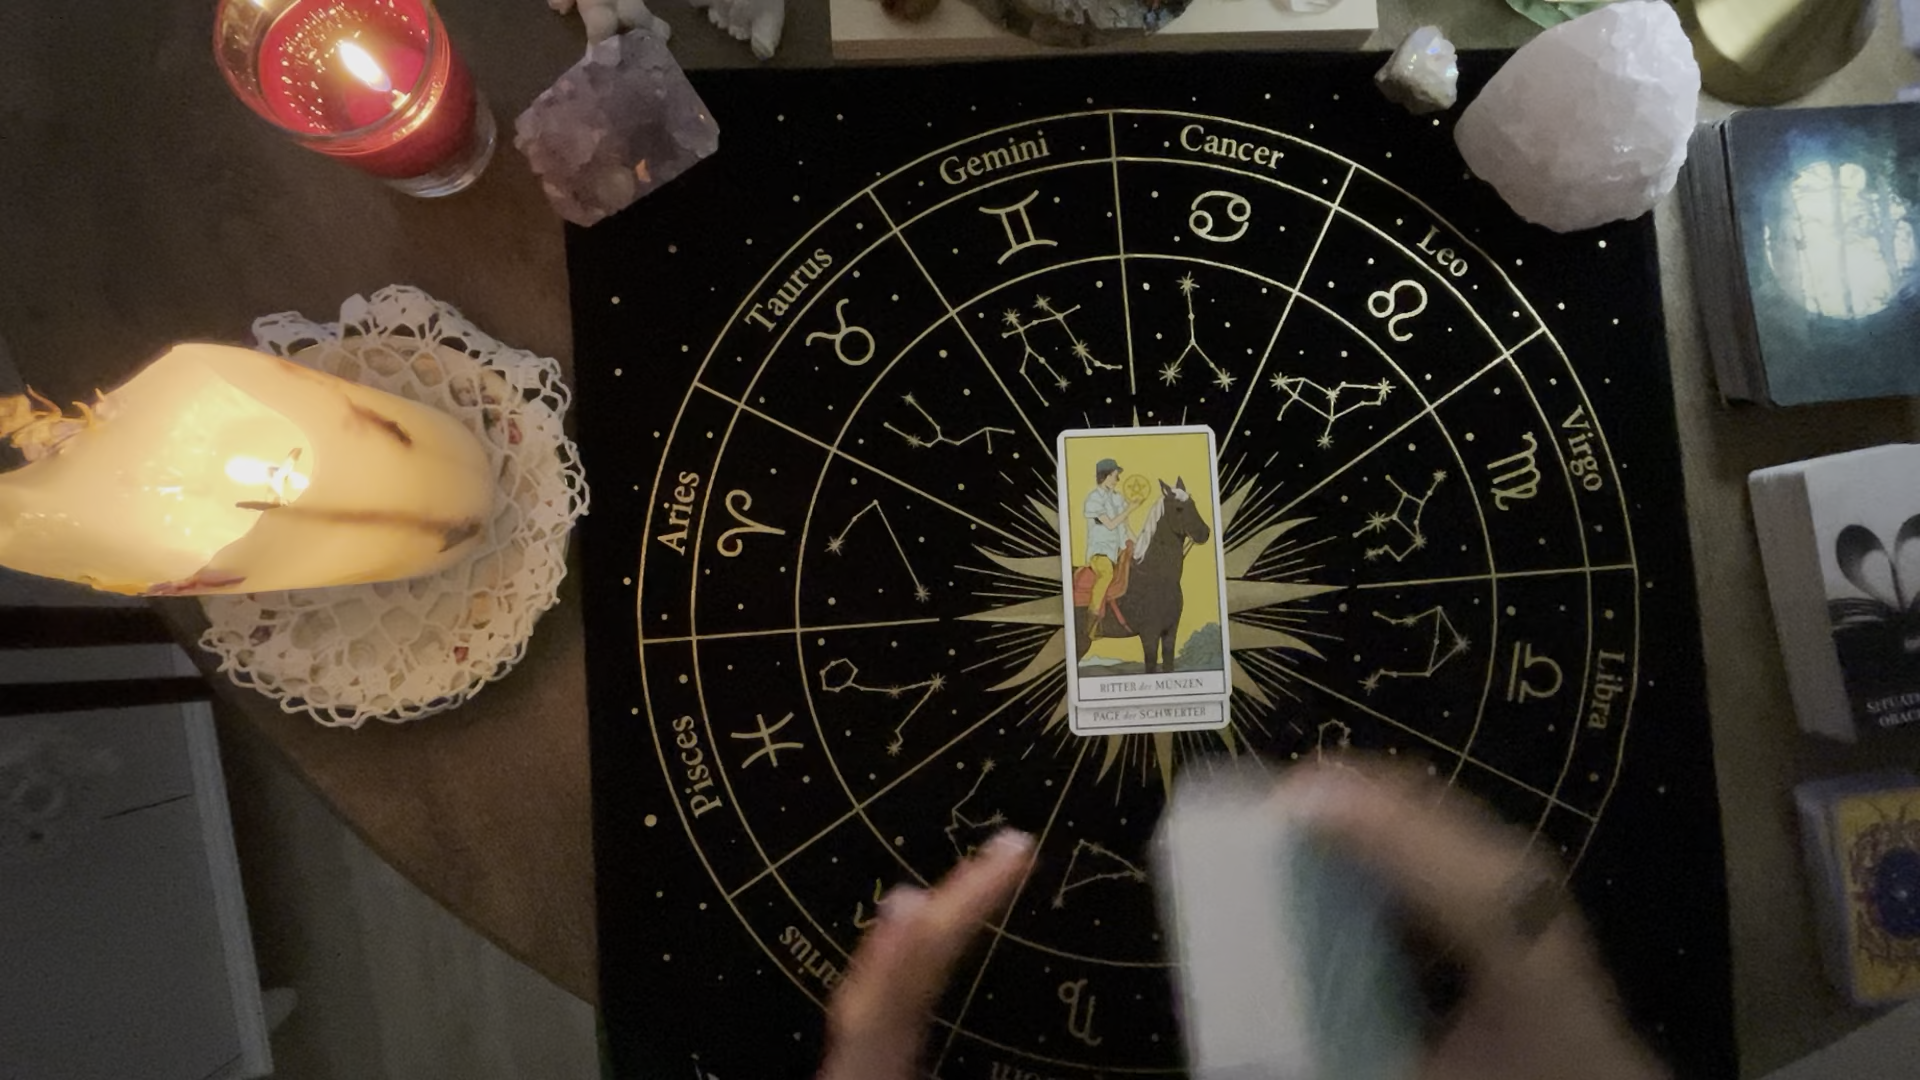 Gemini
Cancer
Taurus
Leo
Virgo
Aries
Libra
Pisces
RITTER der MÜNZEN
PAGE der SCHWERTER